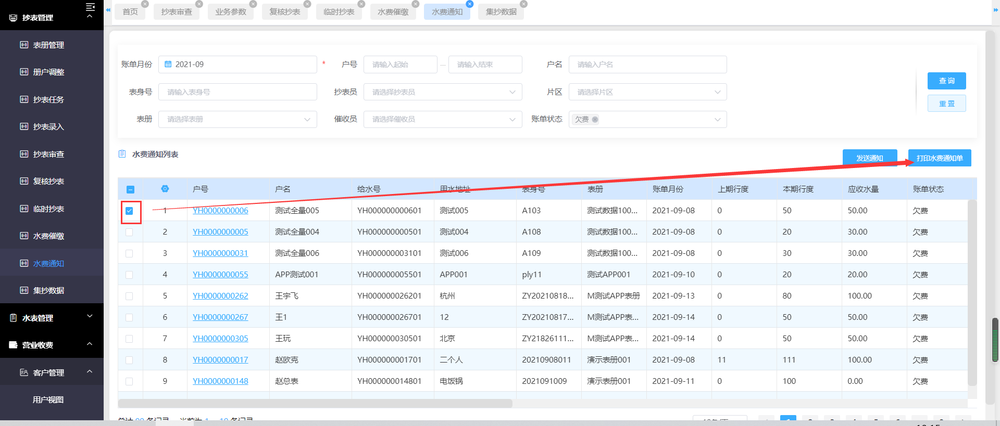 抄表管理
表册管理
册户调整
抄表任务
抄表录入
抄表审查
复核抄表
临时抄表
水费催缴
水费通知
集抄数据
水表管理
营业收费
客户管理
用户视图
首页 抄表审查 业务参数 复核抄表 临时抄表 水费催缴 水费通知 集抄数据
账单月份 2021-09 * 户号 请输入起始 — 请输入结束 户名 请输入户名
表身号 请输入表身号 抄表员 请选择抄表员 片区 请选择片区
表册 请选择表册 催收员 请选择催收员 账单状态 欠费
查询
重置
水费通知列表 发送通知 打印水费通知单
户号 户名 给水号 用水地址 表身号 表册 账单月份 上期行度 本期行度 应收水量 账单状态
1 YH0000000006 测试全量005 YH000000000601 测试005 A103 测试数据100... 2021-09-08 0 50 50.00 欠费
2 YH0000000005 测试全量004 YH000000000501 测试004 A108 测试数据100... 2021-09-08 0 20 30.00 欠费
3 YH0000000031 测试全量006 YH000000003101 测试006 A109 测试数据100... 2021-09-08 0 30 30.00 欠费
4 YH0000000055 APP测试001 YH000000005501 APP001 ply11 测试APP001 2021-09-10 0 20 20.00 欠费
5 YH0000000262 王宇飞 YH000000026201 杭州 ZY20210818... M测试APP表册 2021-09-13 0 80 100.00 欠费
6 YH0000000267 王1 YH000000026701 12 ZY20210817... M测试APP表... 2021-09-14 0 50 50.00 欠费
7 YH0000000305 王玩 YH000000030501 北京 ZY21826111... M测试APP表... 2021-09-14 0 50 50.00 欠费
8 YH0000000017 赵欧克 YH000000001701 二个人 20210908011 演示表册001 2021-09-08 11 111 100.00 欠费
9 YH0000000148 赵总表 YH000000014801 电饭锅 2021091009 演示表册001 2021-09-11 0 100 0.00 欠费